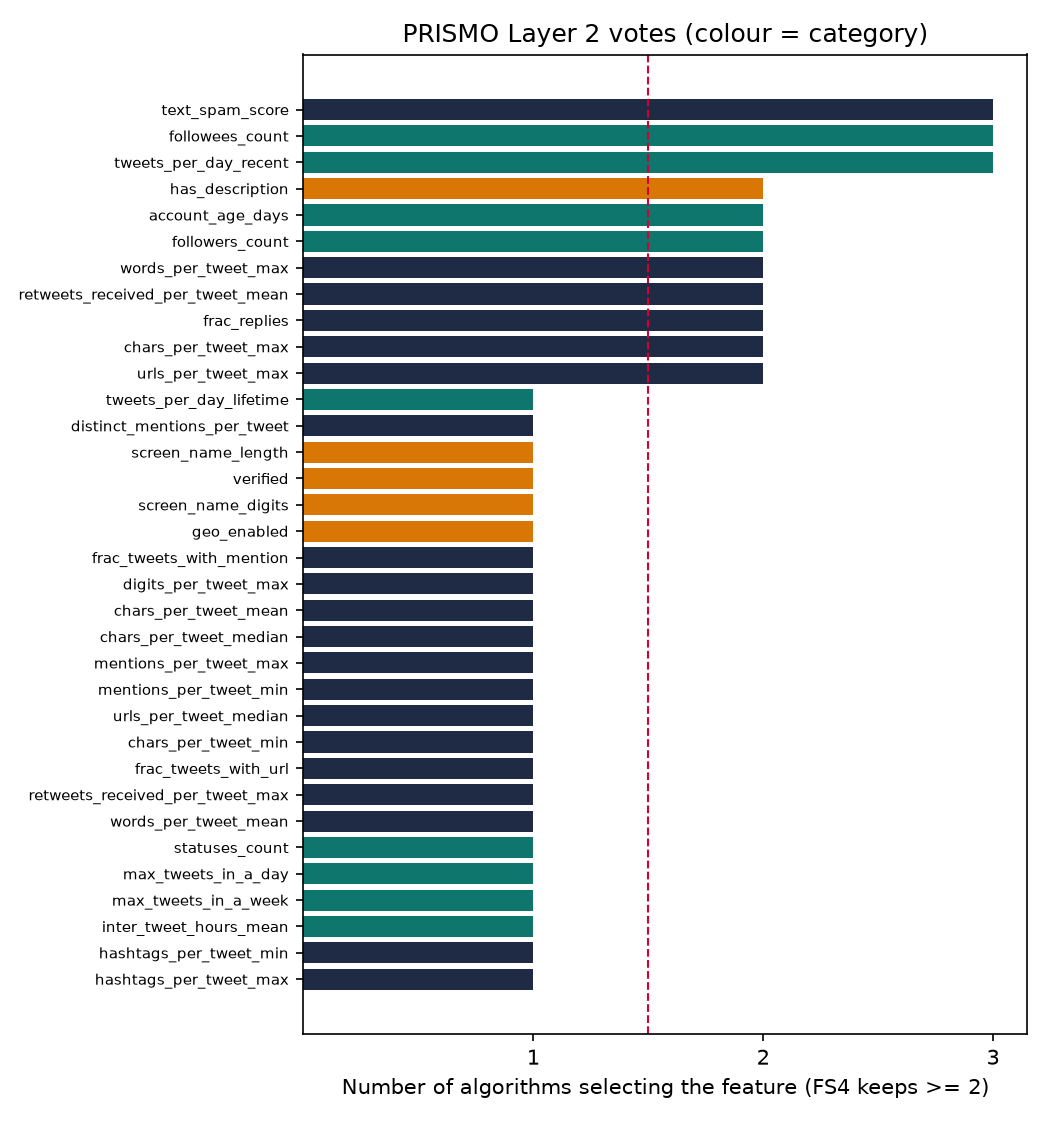 PRISMO Layer 2 votes (colour = category)
text_spam_score
followees_count
tweets_per_day_recent
has_description
account_age_days
followers_count
words_per_tweet_max
retweets_received_per_tweet_mean
frac_replies
chars_per_tweet_max
urls_per_tweet_max
tweets_per_day_lifetime
distinct_mentions_per_tweet
screen_name_length
verified
screen_name_digits
geo_enabled
frac_tweets_with_mention
digits_per_tweet_max
chars_per_tweet_mean
chars_per_tweet_median
mentions_per_tweet_max
mentions_per_tweet_min
urls_per_tweet_median
chars_per_tweet_min
frac_tweets_with_url
retweets_received_per_tweet_max
words_per_tweet_mean
statuses_count
max_tweets_in_a_day
max_tweets_in_a_week
inter_tweet_hours_mean
hashtags_per_tweet_min
hashtags_per_tweet_max
1 2 3
Number of algorithms selecting the feature (FS4 keeps >= 2)